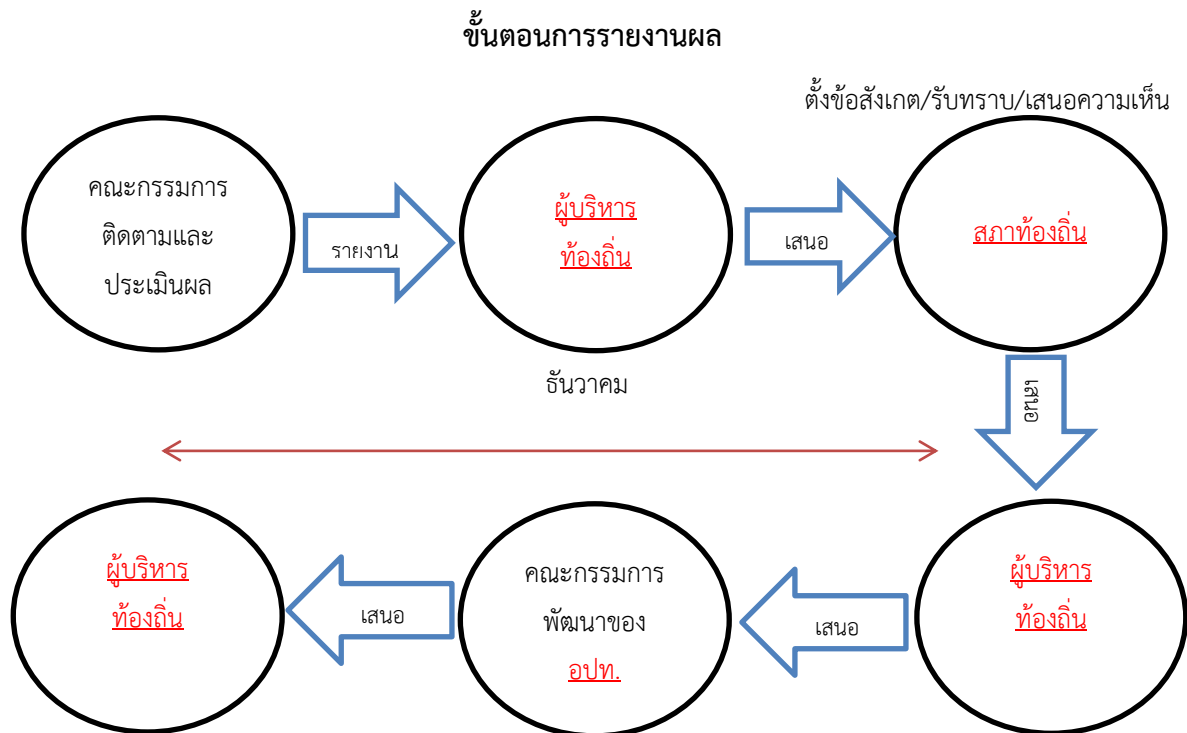 ขั้นตอนการรายงานผล
ตั้งข้อสังเกต/รับทราบ/เสนอความเห็น
คณะกรรมการ
ติดตามและ
ประเมินผล
รายงาน
ผู้บริหาร
ท้องถิ่น
เสนอ
สภาท้องถิ่น
เสนอ
ธันวาคม
ผู้บริหาร
ท้องถิ่น
เสนอ
คณะกรรมการ
พัฒนาของ
อปท.
เสนอ
ผู้บริหาร
ท้องถิ่น